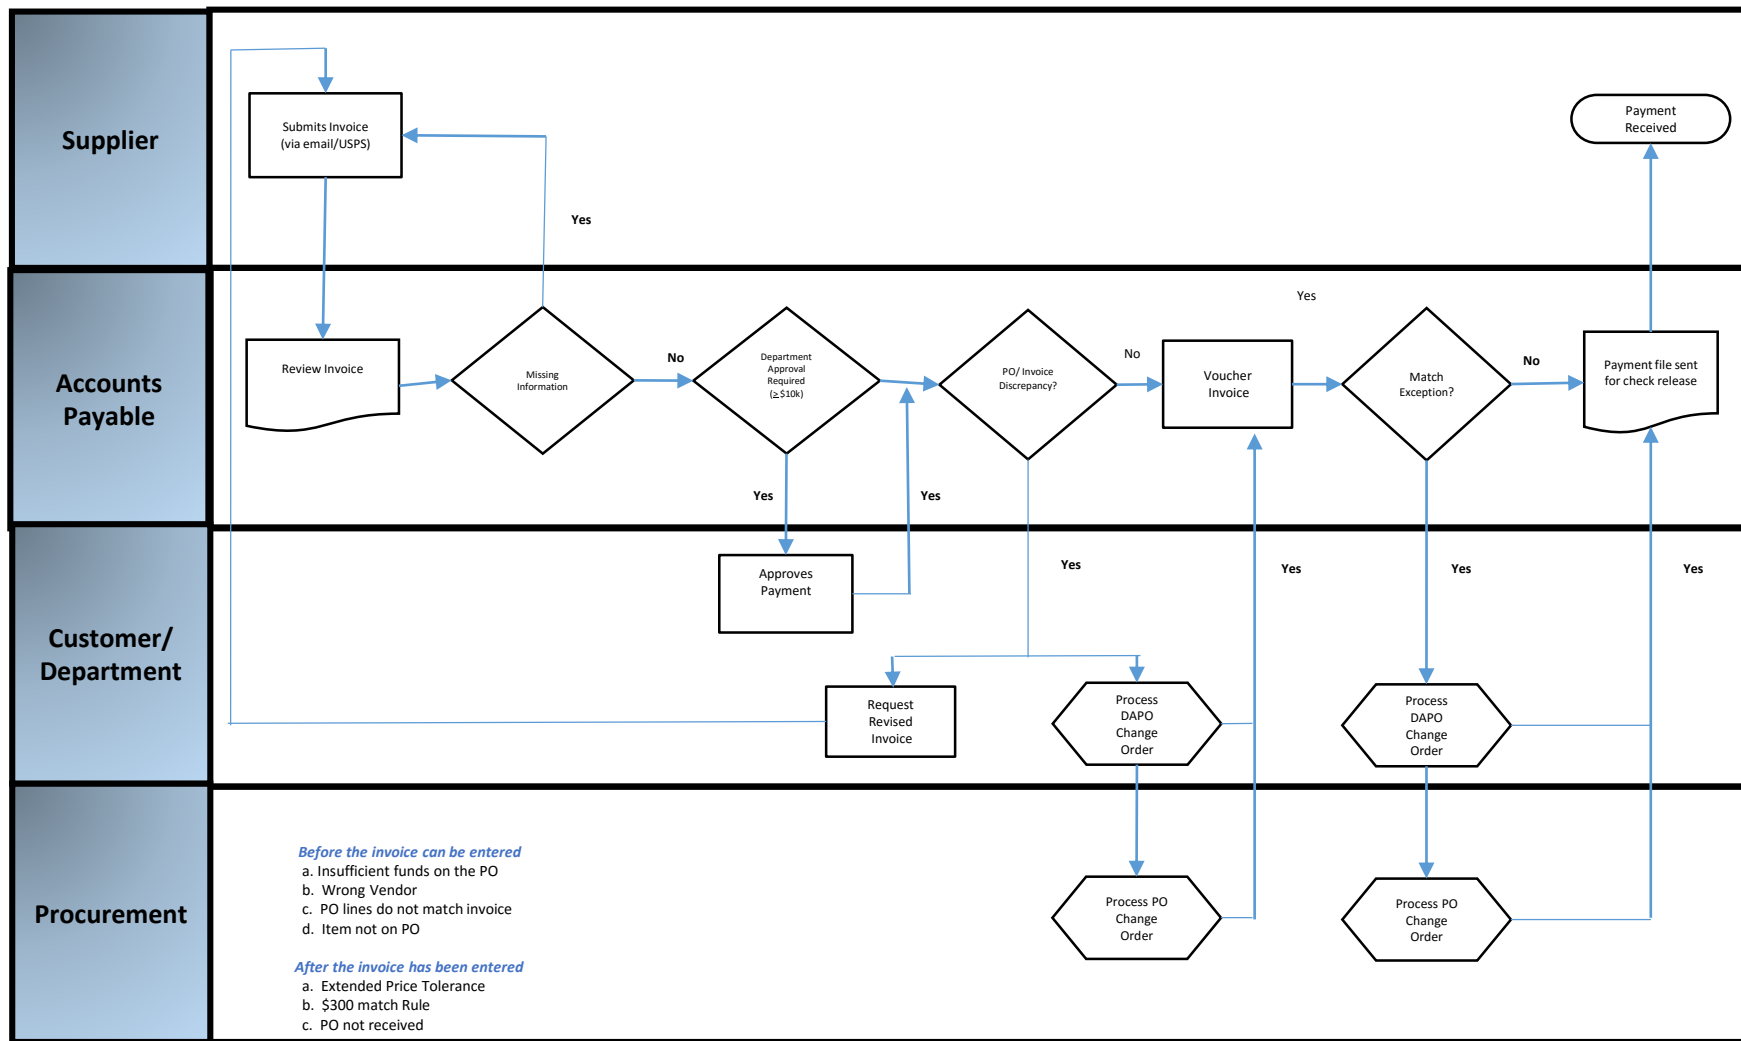 Supplier
Submits Invoice
(via email/USPS)
Yes
Payment
Received
Accounts
Payable
Review Invoice
Missing
Information
No
Department
Approval
Required
(≥$10k)
Yes
Yes
PO/ Invoice
Discrepancy?
No
Voucher
Invoice
Yes
Match
Exception?
No
Payment file sent
for check release
Customer/
Department
Approves
Payment
Yes
Yes
Yes
Yes
Request
Revised
Invoice
Process
DAPO
Change
Order
Process
DAPO
Change
Order
Procurement
Before the invoice can be entered
a. Insufficient funds on the PO
b. Wrong Vendor
c. PO lines do not match invoice
d. Item not on PO
After the invoice has been entered
a. Extended Price Tolerance
b. $300 match Rule
c. PO not received
Process PO
Change
Order
Process PO
Change
Order